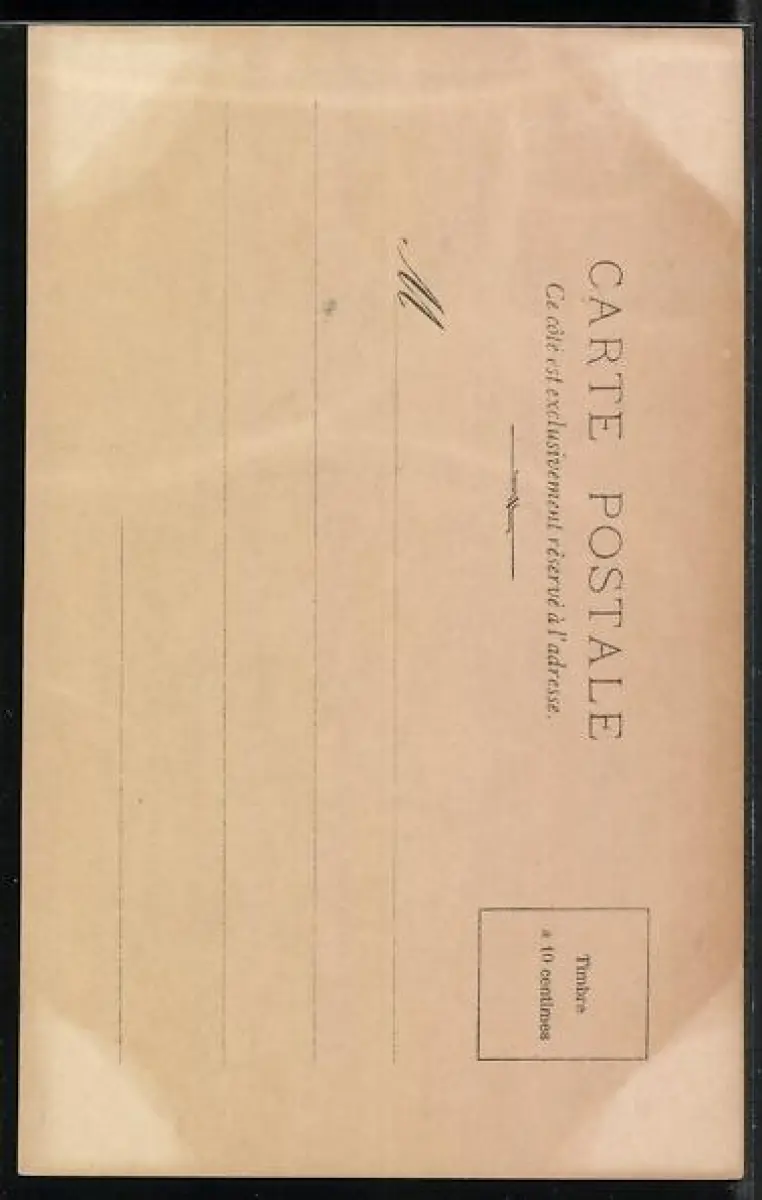 CARTE POSTALE
Ce côté est exclusivement réservé à l'adresse.
M
Timbre
à 10 centimes